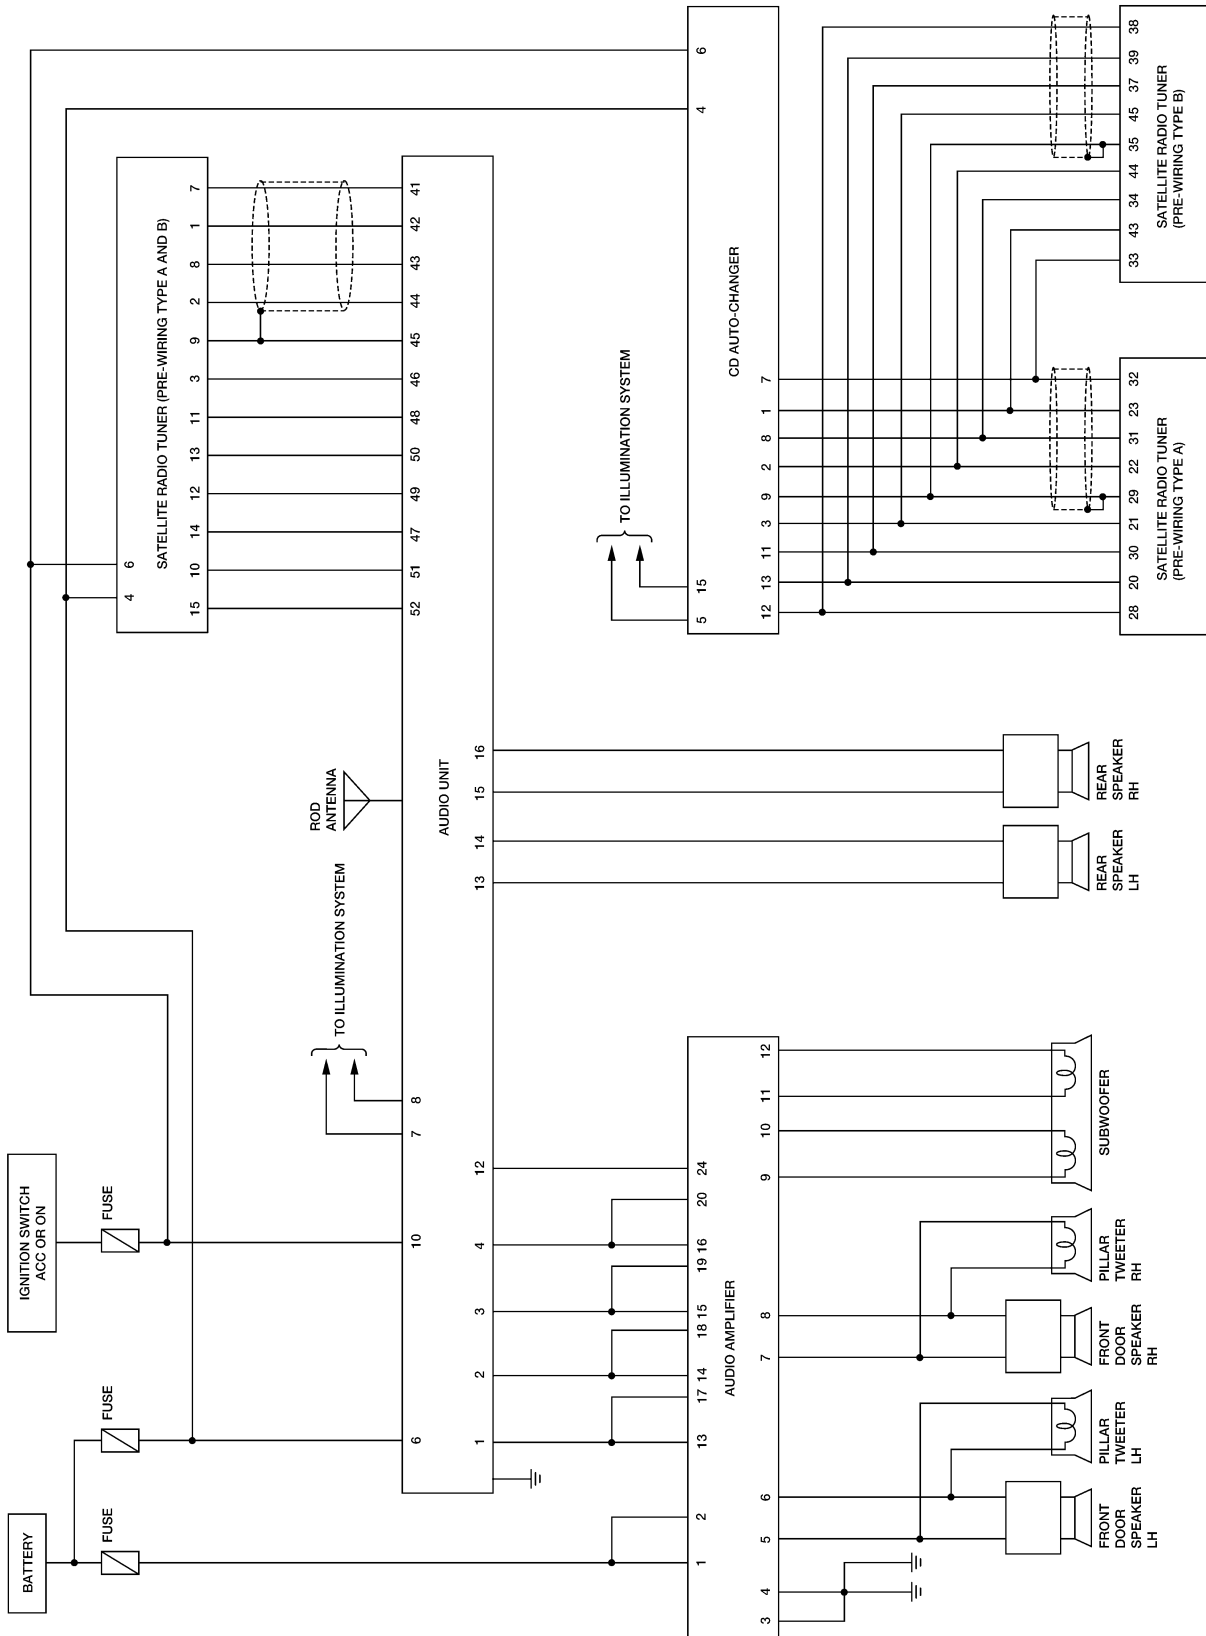 BATTERY
FUSE
FUSE
IGNITION SWITCH
ACC OR ON
FUSE
SATELLITE RADIO TUNER (PRE-WIRING TYPE A AND B)
4
6
15
10
14
12
13
11
3
9
2
8
1
7
TO ILLUMINATION SYSTEM
ROD
ANTENNA
AUDIO UNIT
6
10
7
8
52
51
47
49
50
48
46
45
44
43
42
41
1
2
3
4
12
13
14
15
16
TO ILLUMINATION SYSTEM
AUDIO AMPLIFIER
1
2
13
17
14
18
15
19
16
20
24
3
4
5
6
7
8
9
10
11
12
CD AUTO-CHANGER
5
15
4
6
12
13
11
3
9
2
8
1
7
FRONT
DOOR
SPEAKER
LH
PILLAR
TWEETER
LH
FRONT
DOOR
SPEAKER
RH
PILLAR
TWEETER
RH
SUBWOOFER
REAR
SPEAKER
LH
REAR
SPEAKER
RH
28
20
30
21
29
22
31
23
32
SATELLITE RADIO TUNER
(PRE-WIRING TYPE A)
33
43
34
44
35
45
37
39
38
SATELLITE RADIO TUNER
(PRE-WIRING TYPE B)